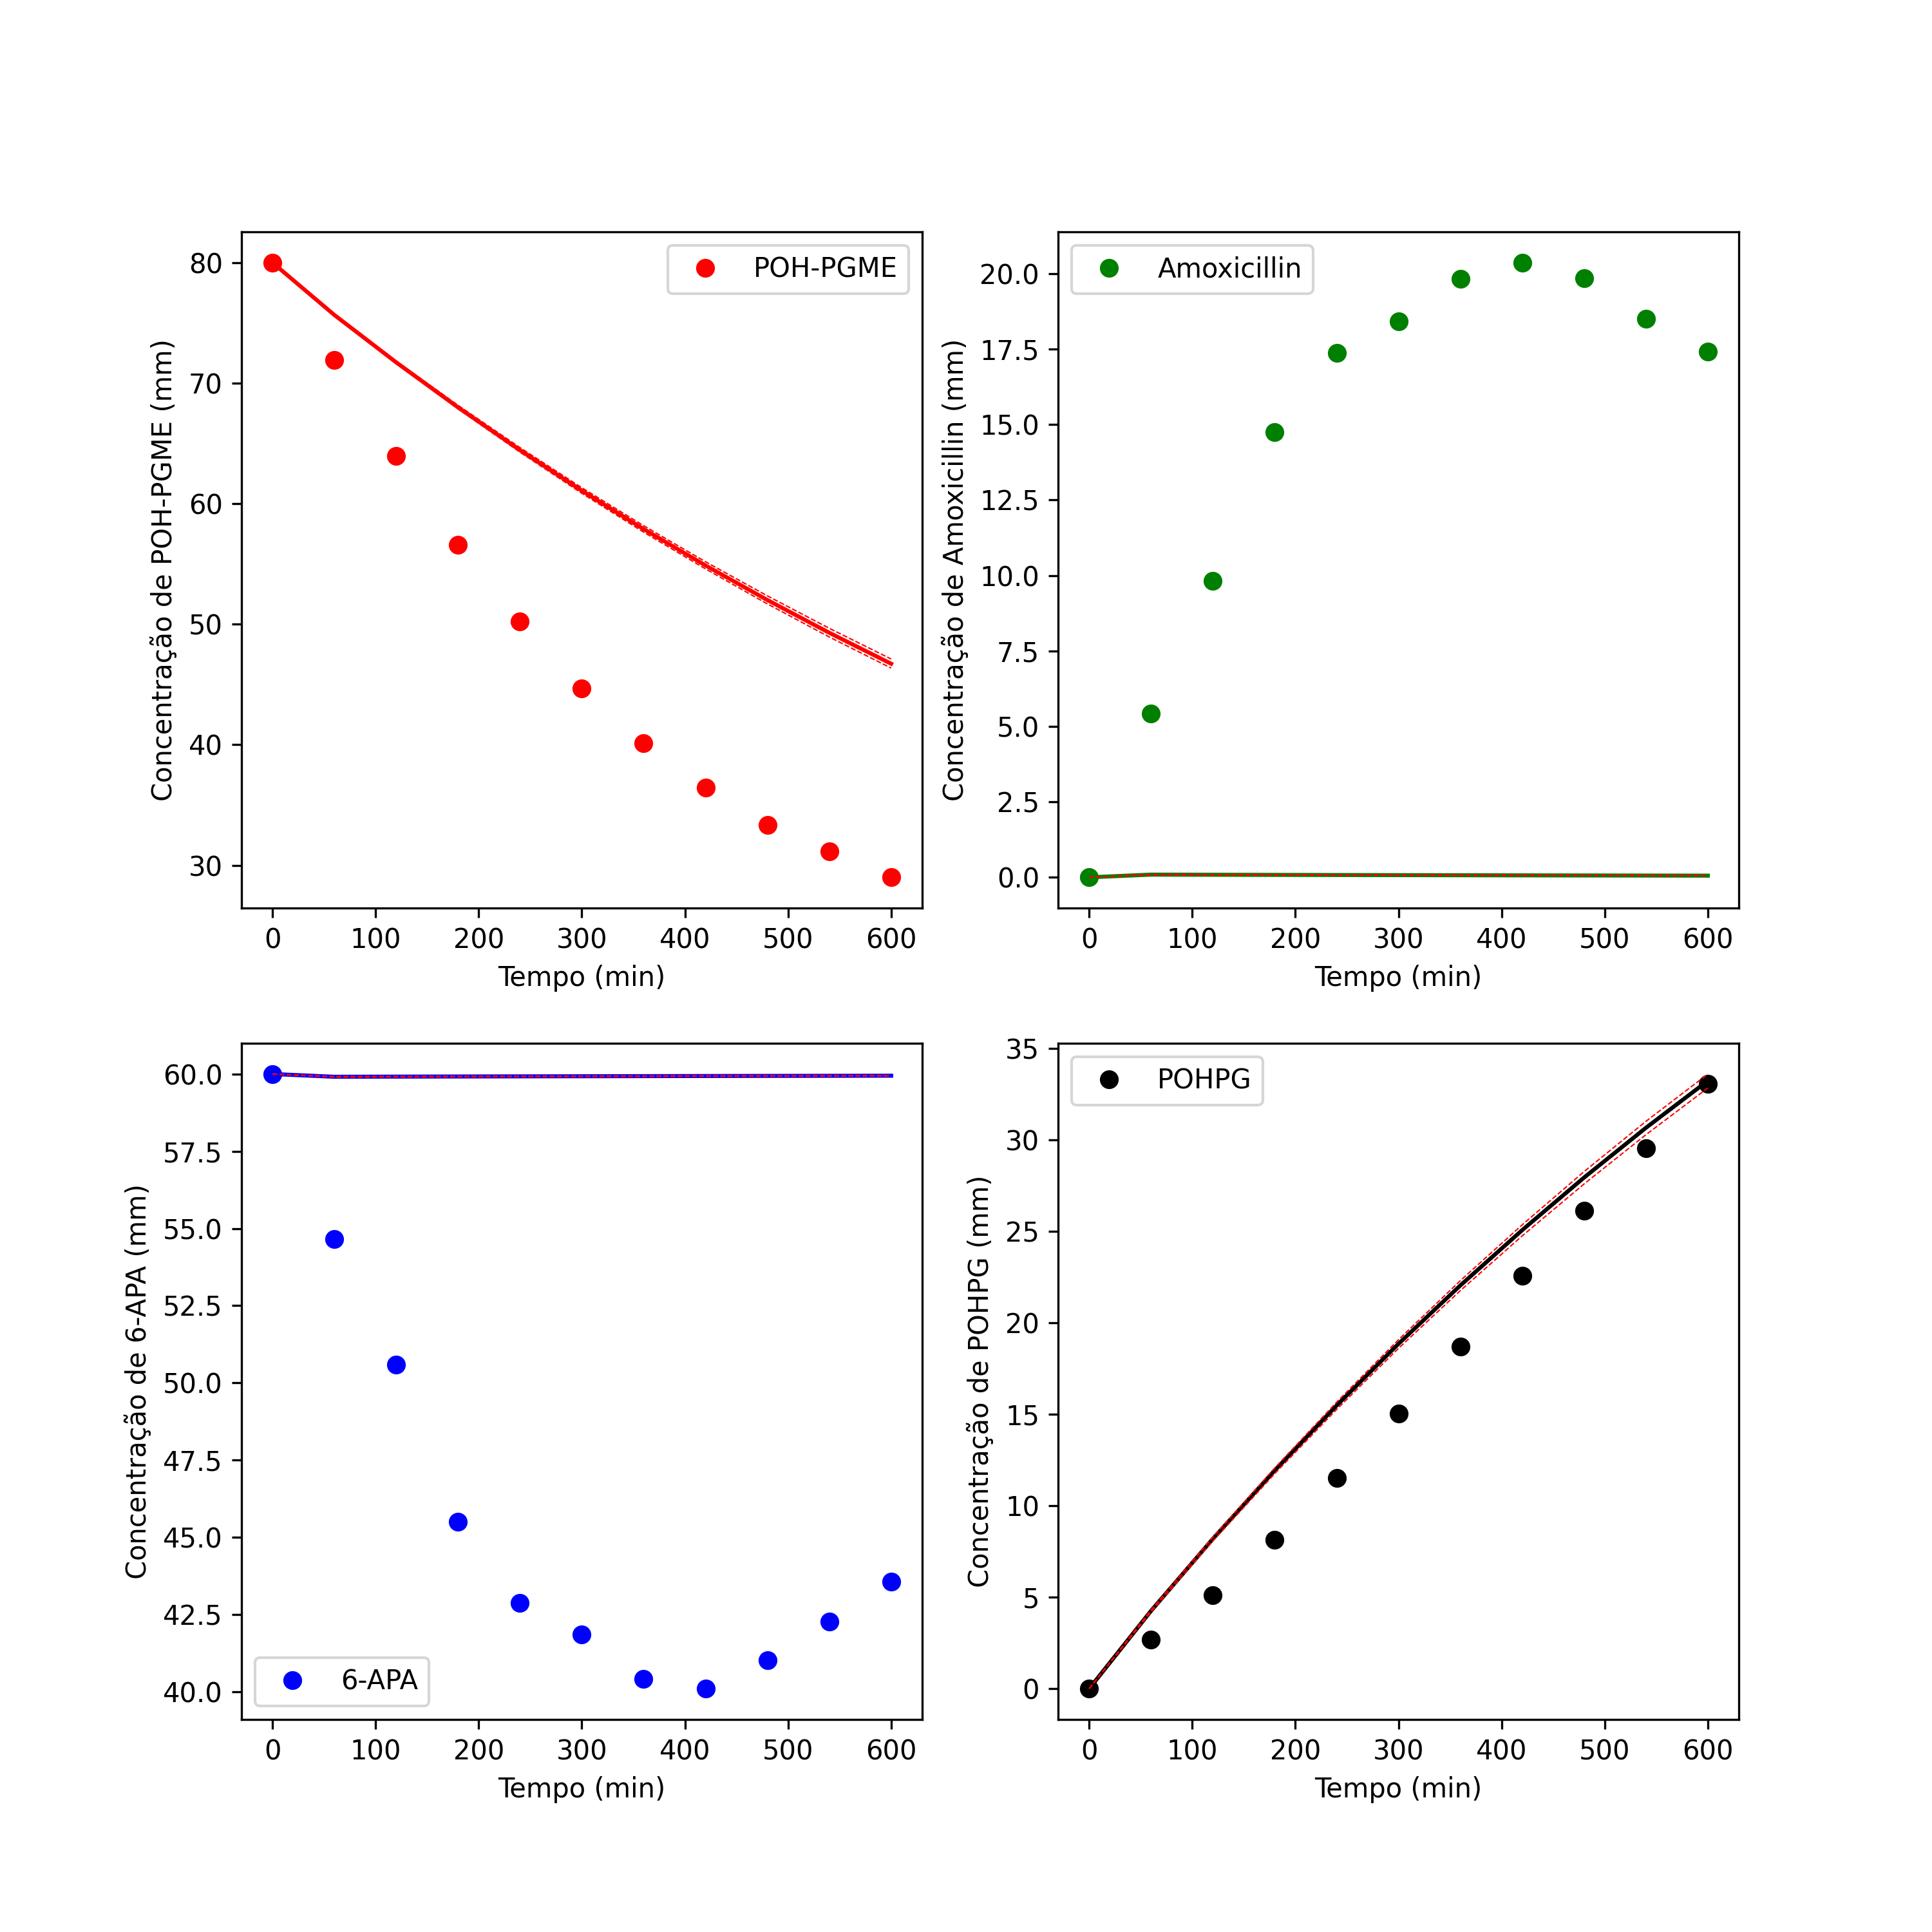 POH-PGME
Concentração de POH-PGME (mm)
80
70
60
50
40
30
0 100 200 300 400 500 600
Tempo (min)
Amoxicillin
Concentração de Amoxicillin (mm)
20.0
17.5
15.0
12.5
10.0
7.5
5.0
2.5
0.0
0 100 200 300 400 500 600
Tempo (min)
6-APA
Concentração de 6-APA (mm)
60.0
57.5
55.0
52.5
50.0
47.5
45.0
42.5
40.0
0 100 200 300 400 500 600
Tempo (min)
POHPG
Concentração de POHPG (mm)
35
30
25
20
15
10
5
0
0 100 200 300 400 500 600
Tempo (min)